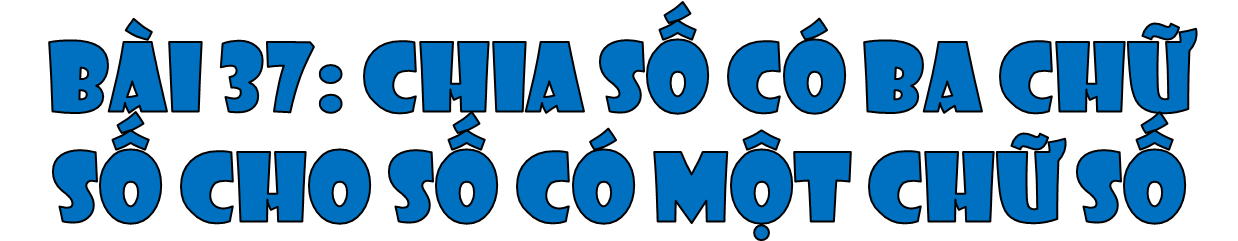 BÀI 37: CHIA SỐ CÓ BA CHỮ
SỐ CHO SỐ CÓ MỘT CHỮ SỐ